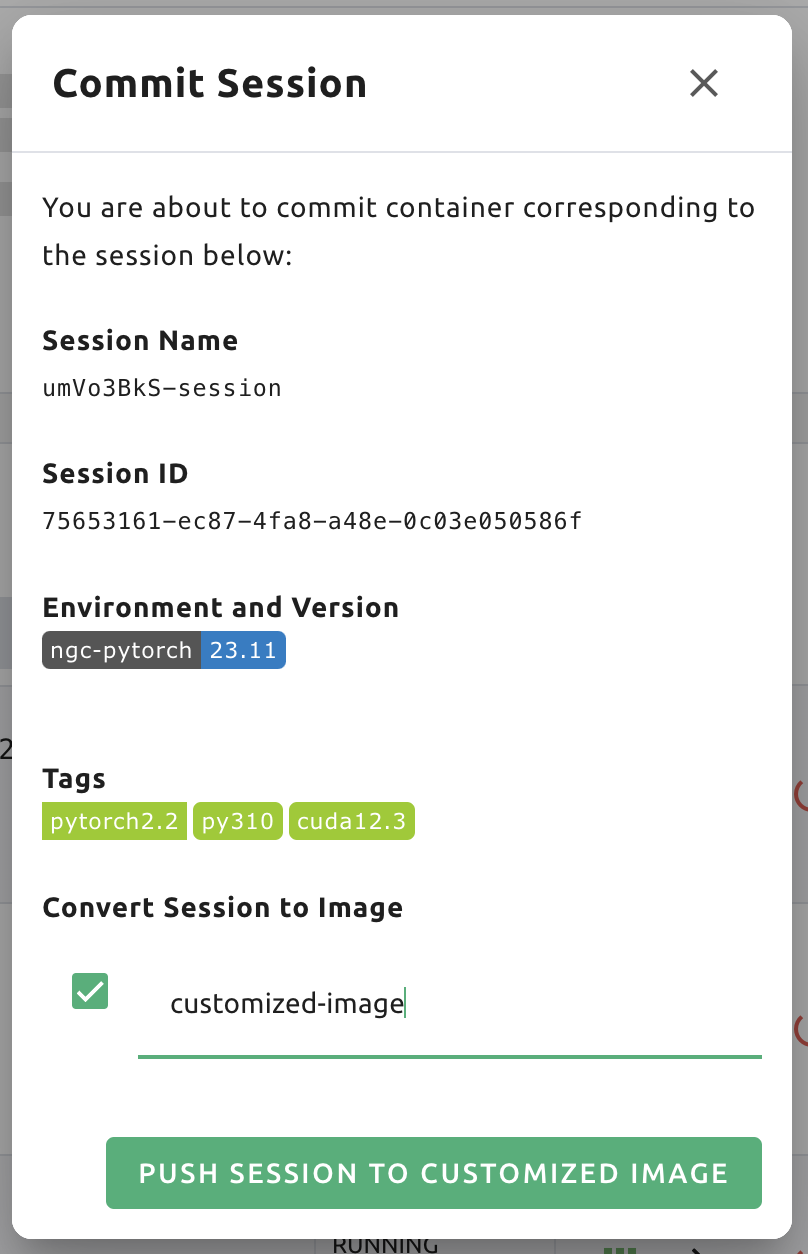 Commit Session
You are about to commit container corresponding to
the session below:
Session Name
umVo3BkS-session
Session ID
75653161-ec87-4fa8-a48e-0c03e050586f
Environment and Version
ngc-pytorch 23.11
2
Tags
pytorch2.2 py310 cuda12.3
Convert Session to Image
customized-image
PUSH SESSION TO CUSTOMIZED IMAGE
RUNNING